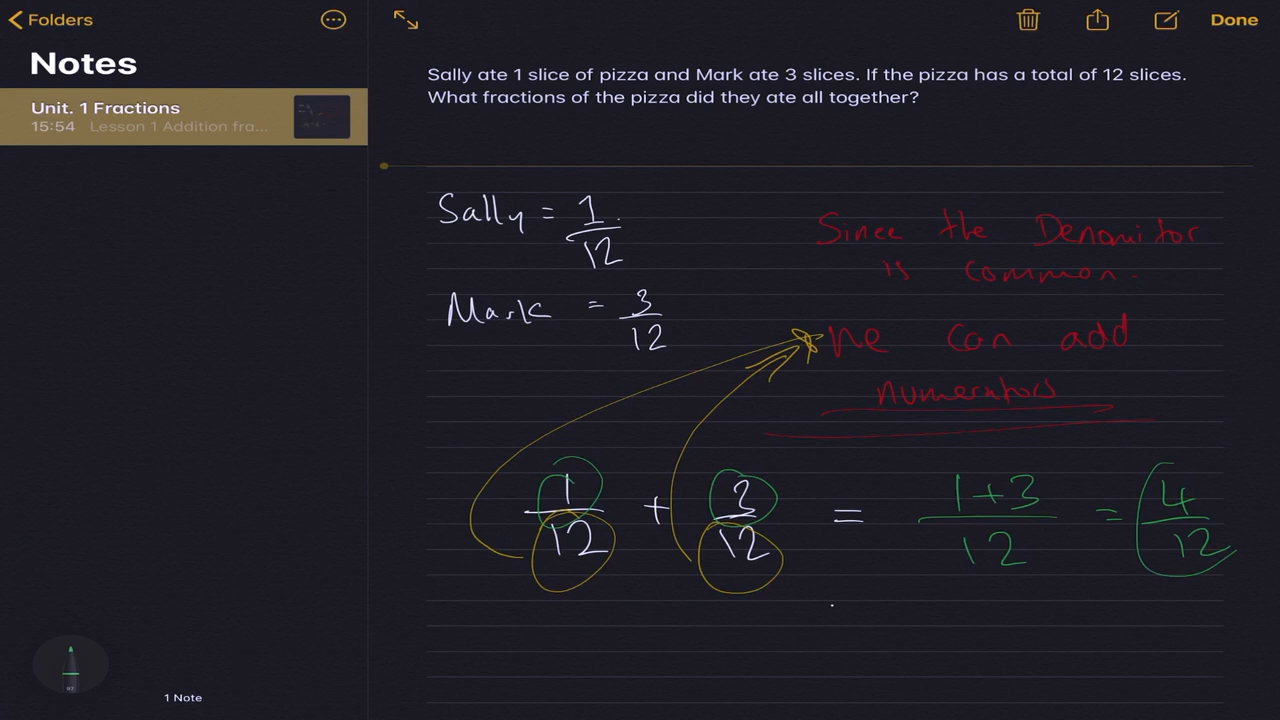 Folders
Done
Notes
Unit. 1 Fractions
15:54 Lesson 1 Addition fra...
1 Note
97
Sally ate 1 slice of pizza and Mark ate 3 slices. If the pizza has a total of 12 slices.
What fractions of the pizza did they ate all together?
Sally = 1/12
Mark = 3/12
Since the Denomitor
is common.
We can add
numerators
1/12 + 3/12 = 1+3/12 = 4/12